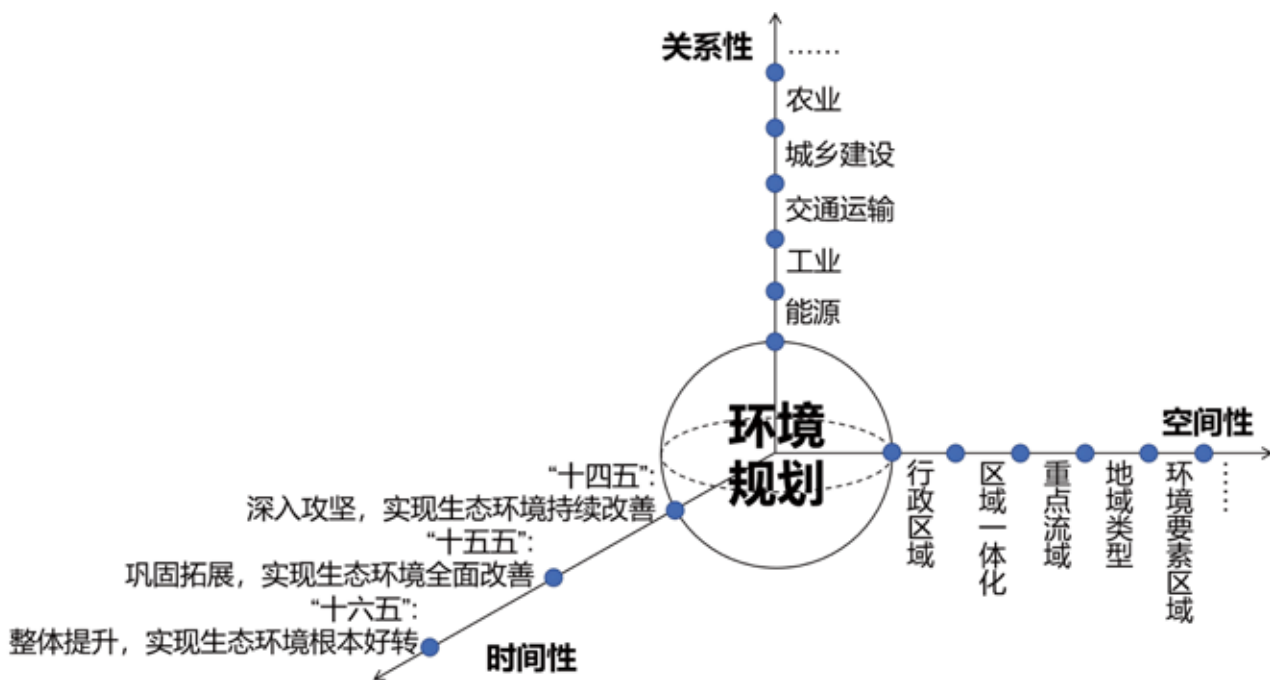 关系性
……
农业
城乡建设
交通运输
工业
能源
环境
规划
空间性
行政区域
区域一体化
重点流域
地域类型
环境要素区域
……
“十四五”：
深入攻坚，实现生态环境持续改善
“十五五”：
巩固拓展，实现生态环境全面改善
“十六五”：
整体提升，实现生态环境根本好转
时间性